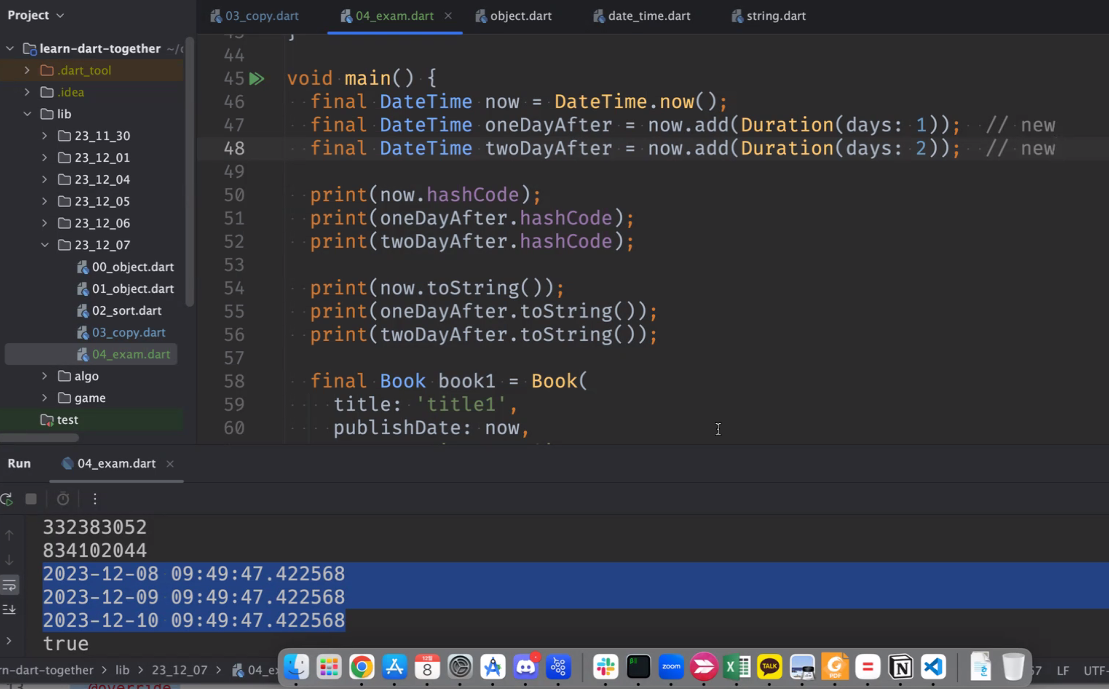 Project
03_copy.dart
04_exam.dart
object.dart
date_time.dart
string.dart
learn-dart-together
.dart_tool
.idea
lib
23_11_30
23_12_01
23_12_04
23_12_05
23_12_06
23_12_07
00_object.dart
01_object.dart
02_sort.dart
03_copy.dart
04_exam.dart
algo
game
test
43 }
44
45 void main() {
46 final DateTime now = DateTime.now();
47 final DateTime oneDayAfter = now.add(Duration(days: 1)); // new
48 final DateTime twoDayAfter = now.add(Duration(days: 2)); // new
49
50 print(now.hashCode);
51 print(oneDayAfter.hashCode);
52 print(twoDayAfter.hashCode);
53
54 print(now.toString());
55 print(oneDayAfter.toString());
56 print(twoDayAfter.toString());
57
58 final Book book1 = Book(
59 title: 'title1',
60 publishDate: now,
Run
04_exam.dart
332383052
834102044
2023-12-08 09:49:47.422568
2023-12-09 09:49:47.422568
2023-12-10 09:49:47.422568
true
rn-dart-together > lib > 23_12_07 > 04_ex
8
zoom
TALK
PDF
LF
UTF-
@override